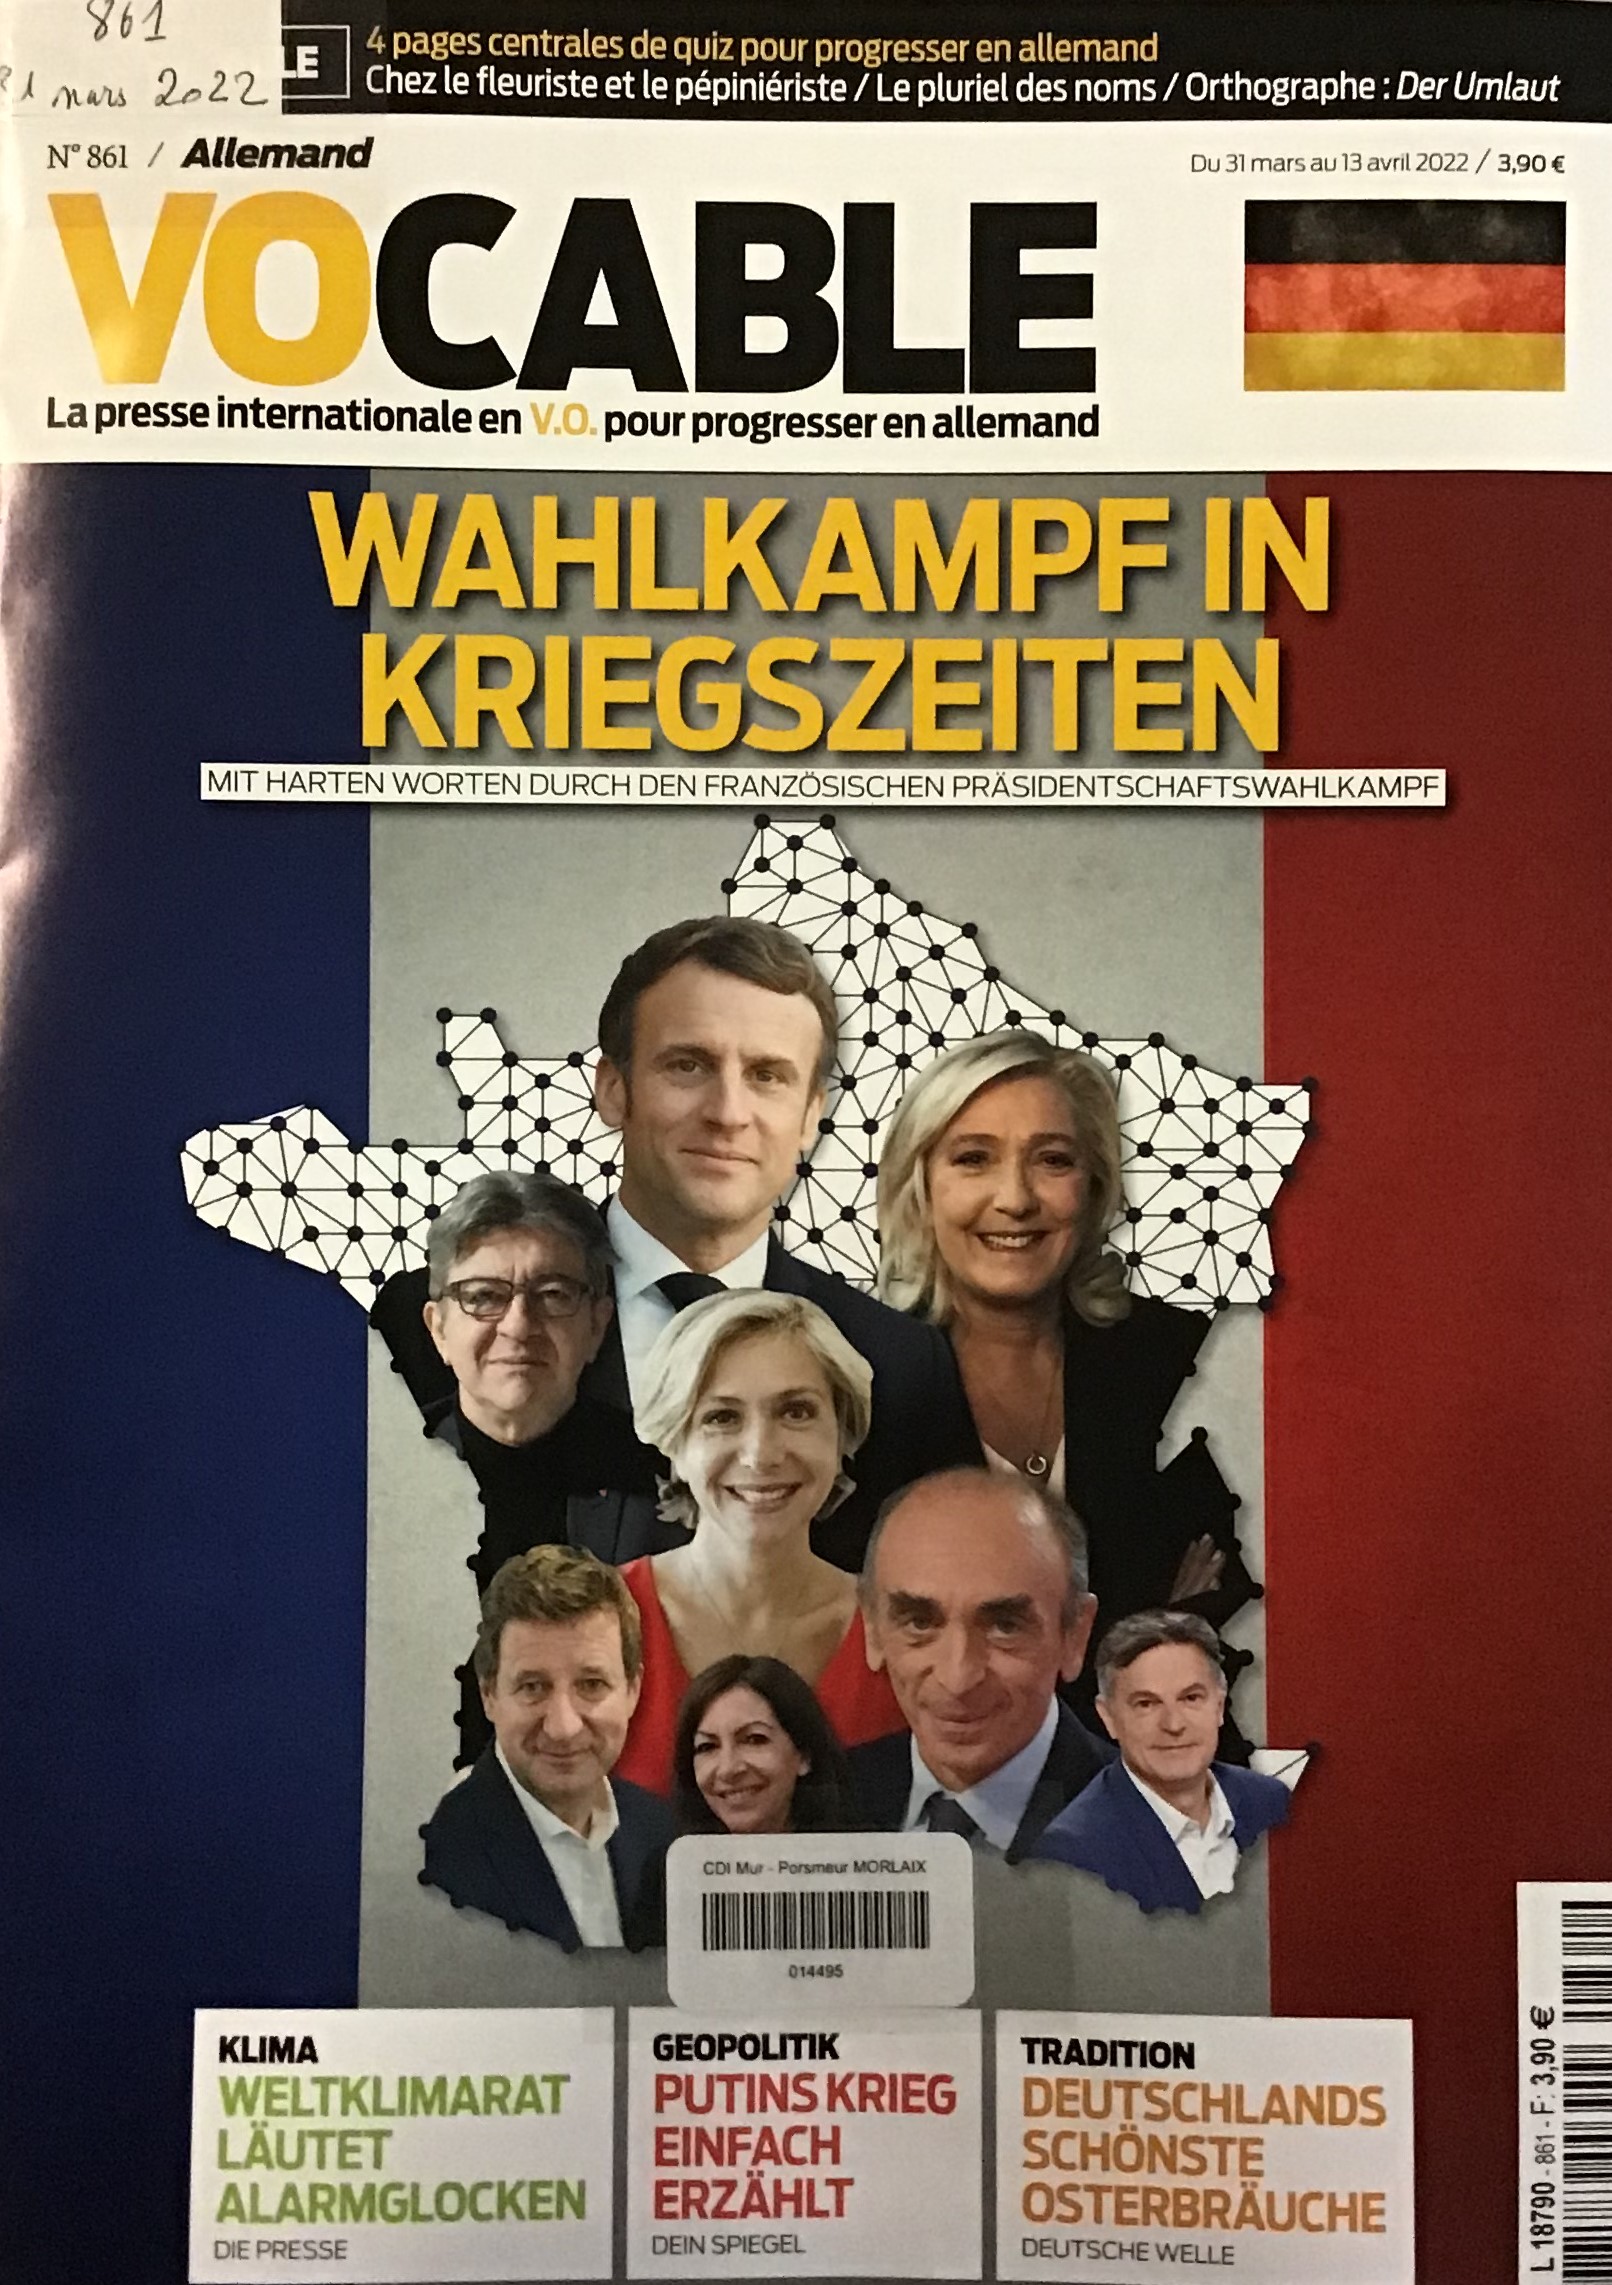 861
31 mars 2022
LE
4 pages centrales de quiz pour progresser en allemand
Chez le fleuriste et le pépiniériste / Le pluriel des noms / Orthographe : Der Umlaut
N° 861 / Allemand
Du 31 mars au 13 avril 2022 / 3,90 €
VOCABLE
La presse internationale en V.O. pour progresser en allemand
WAHLKAMPF IN
KRIEGSZEITEN
MIT HARTEN WORTEN DURCH DEN FRANZÖSISCHEN PRÄSIDENTSCHAFTSWAHLKAMPF
CDI Mur - Porsmeur MORLAIX
014495
KLIMA
WELTKLIMARAT
LÄUTET
ALARMGLOCKEN
DIE PRESSE
GEOPOLITIK
PUTINS KRIEG
EINFACH
ERZÄHLT
DEIN SPIEGEL
TRADITION
DEUTSCHLANDS
SCHÖNSTE
OSTERBRÄUCHE
DEUTSCHE WELLE
L 18790 - 861 - F: 3,90 €